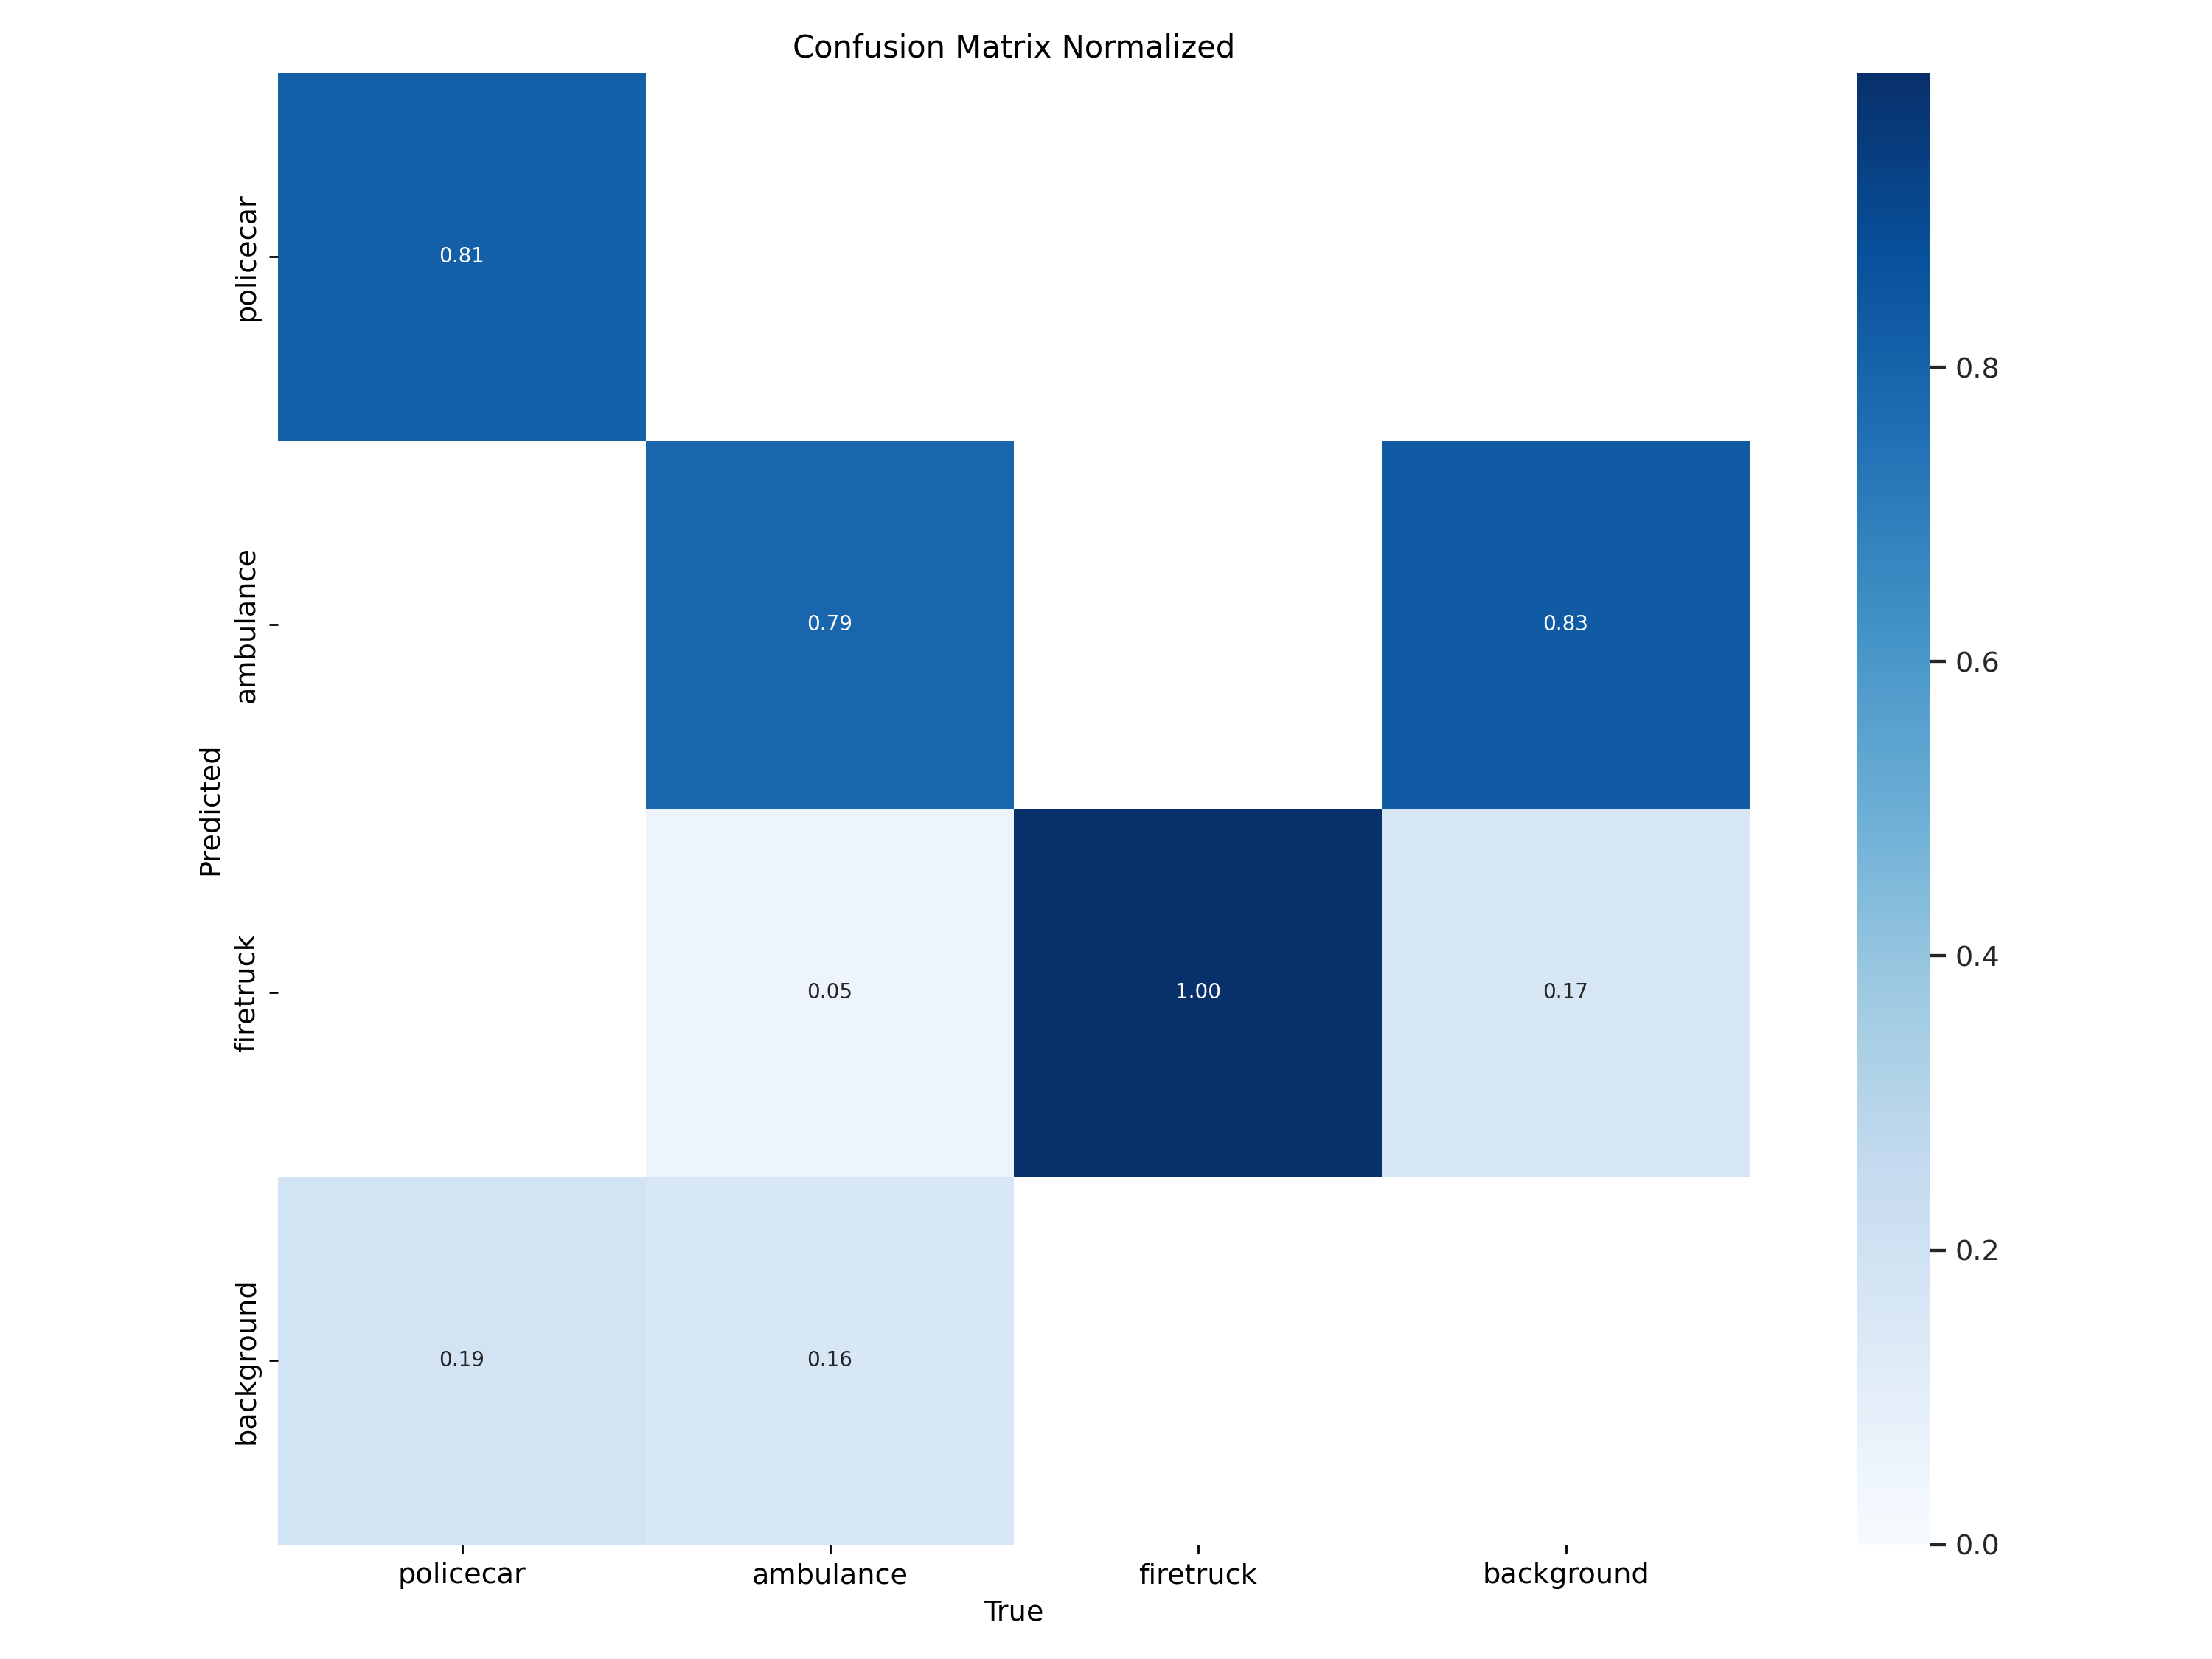 Confusion Matrix Normalized
policecar
0.81
0.8
ambulance
0.79
0.83
0.6
Predicted
firetruck
0.05
1.00
0.17
0.4
background
0.19
0.16
0.2
0.0
policecar
ambulance
firetruck
background
True